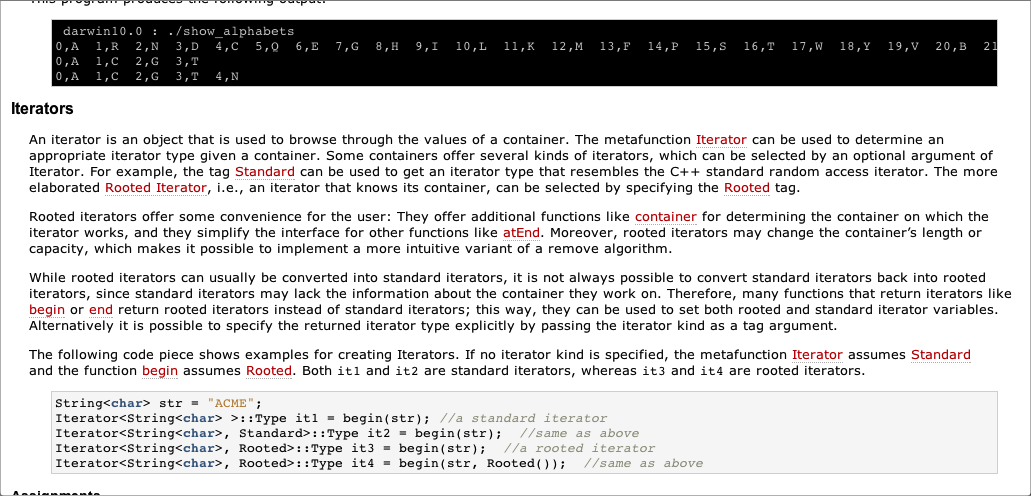 This program produces the following output:
darwin10.0 : ./show_alphabets
0,A 1,R 2,N 3,D 4,C 5,Q 6,E 7,G 8,H 9,I 10,L 11,K 12,M 13,F 14,P 15,S 16,T 17,W 18,Y 19,V 20,B 21
0,A 1,C 2,G 3,T
0,A 1,C 2,G 3,T 4,N
Iterators
An iterator is an object that is used to browse through the values of a container. The metafunction Iterator can be used to determine an
appropriate iterator type given a container. Some containers offer several kinds of iterators, which can be selected by an optional argument of
Iterator. For example, the tag Standard can be used to get an iterator type that resembles the C++ standard random access iterator. The more
elaborated Rooted Iterator, i.e., an iterator that knows its container, can be selected by specifying the Rooted tag.
Rooted iterators offer some convenience for the user: They offer additional functions like container for determining the container on which the
iterator works, and they simplify the interface for other functions like atEnd. Moreover, rooted iterators may change the container's length or
capacity, which makes it possible to implement a more intuitive variant of a remove algorithm.
While rooted iterators can usually be converted into standard iterators, it is not always possible to convert standard iterators back into rooted
iterators, since standard iterators may lack the information about the container they work on. Therefore, many functions that return iterators like
begin or end return rooted iterators instead of standard iterators; this way, they can be used to set both rooted and standard iterator variables.
Alternatively it is possible to specify the returned iterator type explicitly by passing the iterator kind as a tag argument.
The following code piece shows examples for creating Iterators. If no iterator kind is specified, the metafunction Iterator assumes Standard
and the function begin assumes Rooted. Both it1 and it2 are standard iterators, whereas it3 and it4 are rooted iterators.
String<char> str = "ACME";
Iterator<String<char> >::Type it1 = begin(str); //a standard iterator
Iterator<String<char>, Standard>::Type it2 = begin(str); //same as above
Iterator<String<char>, Rooted>::Type it3 = begin(str); //a rooted iterator
Iterator<String<char>, Rooted>::Type it4 = begin(str, Rooted()); //same as above
Assignments